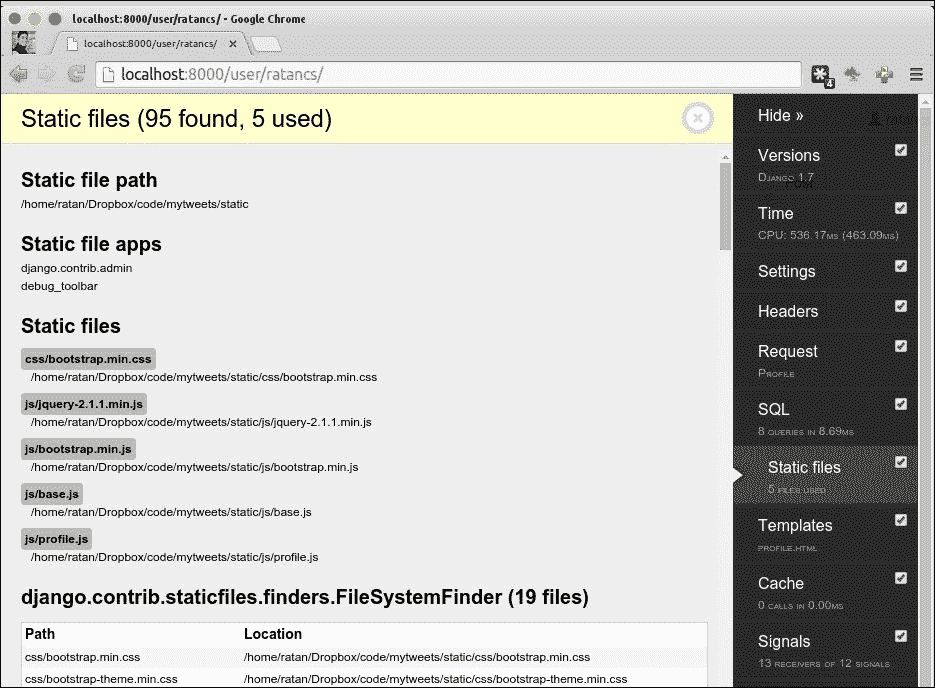 localhost:8000/user/ratancs/ - Google Chrome
localhost:8000/user/ratancs/
localhost:8000/user/ratancs/
4
Static files (95 found, 5 used)
Static file path
/home/ratan/Dropbox/code/mytweets/static
Static file apps
django.contrib.admin
debug_toolbar
Static files
css/bootstrap.min.css
/home/ratan/Dropbox/code/mytweets/static/css/bootstrap.min.css
js/jquery-2.1.1.min.js
/home/ratan/Dropbox/code/mytweets/static/js/jquery-2.1.1.min.js
js/bootstrap.min.js
/home/ratan/Dropbox/code/mytweets/static/js/bootstrap.min.js
js/base.js
/home/ratan/Dropbox/code/mytweets/static/js/base.js
js/profile.js
/home/ratan/Dropbox/code/mytweets/static/js/profile.js
django.contrib.staticfiles.finders.FileSystemFinder (19 files)
Path Location
css/bootstrap.min.css /home/ratan/Dropbox/code/mytweets/static/css/bootstrap.min.css
css/bootstrap-theme.min.css /home/ratan/Dropbox/code/mytweets/static/css/bootstrap-theme.min.css
Hide »
Versions
Django 1.7
Post
Time
CPU: 536.17ms (463.09ms)
Settings
Headers
Request
Profile
SQL
8 queries in 8.69ms
Static files
5 files used
Templates
profile.html
Cache
0 calls in 0.00ms
Signals
13 receivers of 12 signals